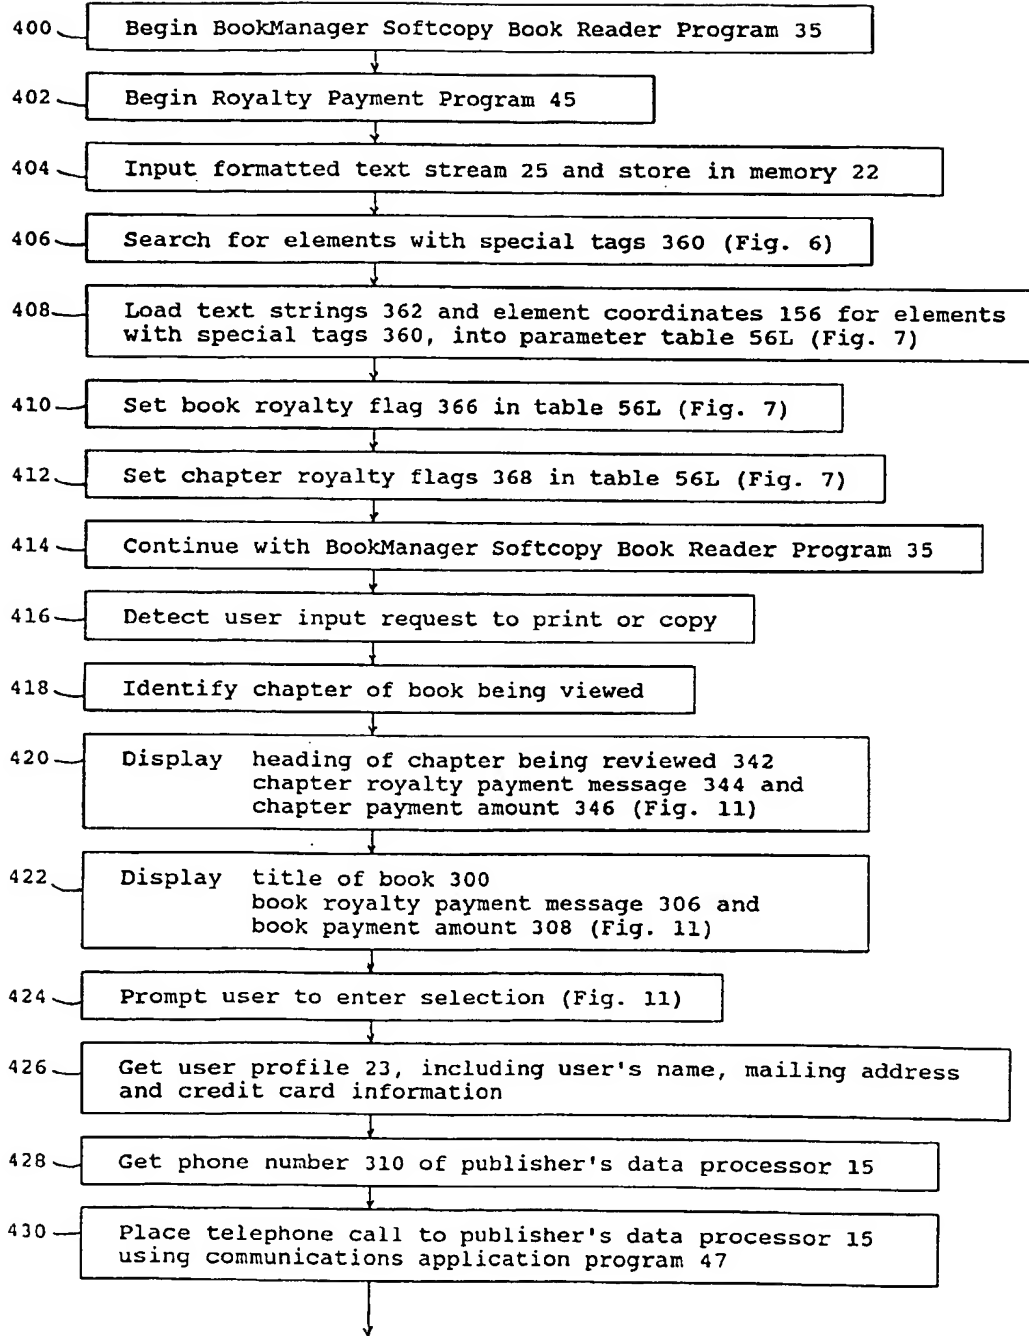 400 Begin BookManager Softcopy Book Reader Program 35
402 Begin Royalty Payment Program 45
404 Input formatted text stream 25 and store in memory 22
406 Search for elements with special tags 360 (Fig. 6)
408 Load text strings 362 and element coordinates 156 for elements
with special tags 360, into parameter table 56L (Fig. 7)
410 Set book royalty flag 366 in table 56L (Fig. 7)
412 Set chapter royalty flags 368 in table 56L (Fig. 7)
414 Continue with BookManager Softcopy Book Reader Program 35
416 Detect user input request to print or copy
418 Identify chapter of book being viewed
420 Display heading of chapter being reviewed 342
chapter royalty payment message 344 and
chapter payment amount 346 (Fig. 11)
422 Display title of book 300
book royalty payment message 306 and
book payment amount 308 (Fig. 11)
424 Prompt user to enter selection (Fig. 11)
426 Get user profile 23, including user's name, mailing address
and credit card information
428 Get phone number 310 of publisher's data processor 15
430 Place telephone call to publisher's data processor 15
using communications application program 47